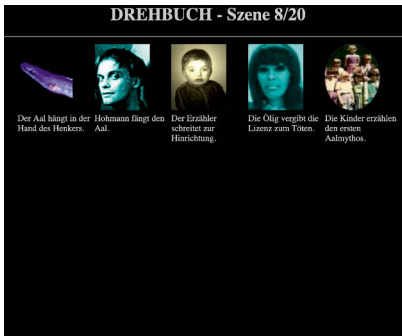 DREHBUCH - Szene 8/20
Der Aal hängt in der
Hand des Henkers.
Hohmann fängt den
Aal.
Der Erzähler
schreitet zur
Hinrichtung.
Die Ölig vergibt die
Lizenz zum Töten.
Die Kinder erzählen
den ersten
Aalmythos.